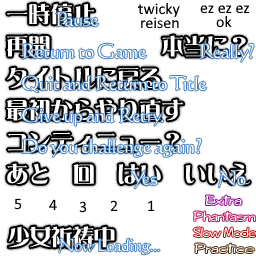 一時停止
Pause
twicky
reisen
ez ez ez
ok
再開
Return to Game
本当に？
Really?
タイトルに戻る
Quit and Return to Title
最初からやり直す
Give up and Retry
コンティニュー？
Do you challenge again?
あと 回 はい いいえ
Yes No
5 4 3 2 1
Extra
Phantasm
Slow Mode
Practice
少女祈祷中
Now Loading...